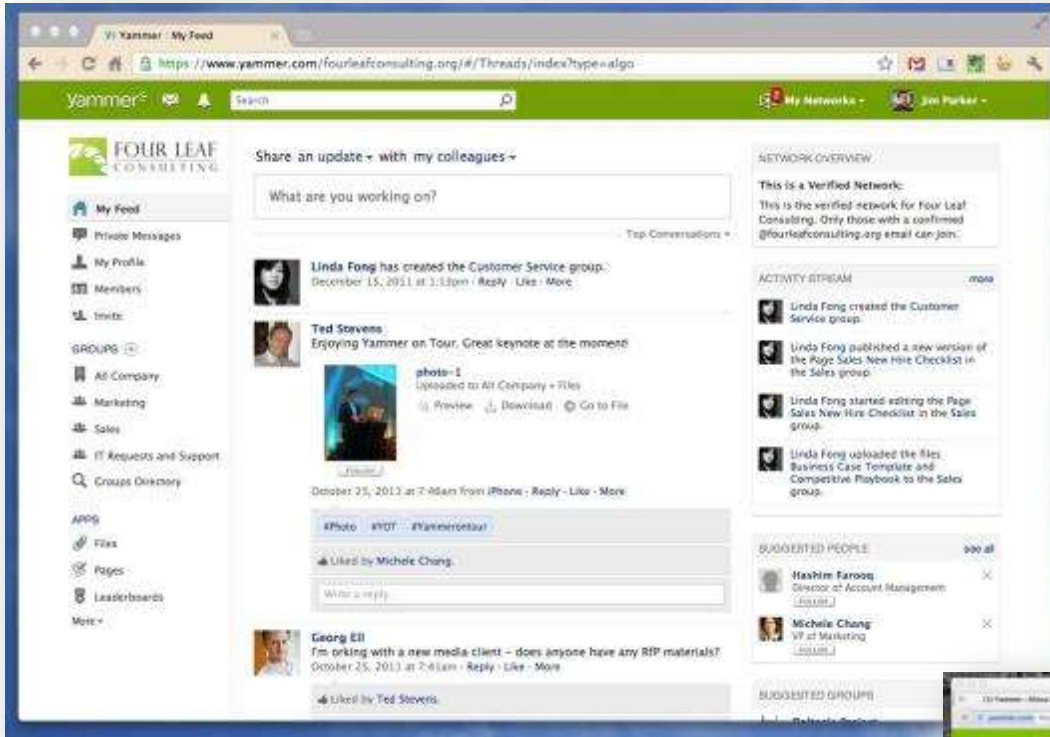 Yammer : My Feed
https://www.yammer.com/fourleafconsulting.org/#/Threads/index?type=algo
yammer
Search
2
My Networks
Jim Parker
FOUR LEAF
CONSULTING
My Feed
Private Messages
My Profile
Members
Invite
GROUPS
All Company
Marketing
Sales
IT Requests and Support
Groups Directory
APPS
Files
Pages
Leaderboards
More
Share an update with my colleagues
What are you working on?
Top Conversations
Linda Fong has created the Customer Service group.
December 15, 2011 at 1:13pm · Reply · Like · More
Ted Stevens
Enjoying Yammer on Tour. Great keynote at the moment!
photo-1
Uploaded to All Company » Files
Preview Download Go to File
Follow
October 25, 2011 at 7:46am from iPhone · Reply · Like · More
#Photo #YOT #Yammerontour
Liked by Michele Chang.
Write a reply...
Georg Ell
I'm orking with a new media client – does anyone have any RfP materials?
October 25, 2011 at 7:41am · Reply · Like · More
Liked by Ted Stevens.
NETWORK OVERVIEW
This is a Verified Network:
This is the verified network for Four Leaf
Consulting. Only those with a confirmed
@fourleafconsulting.org email can join.
ACTIVITY STREAM more
Linda Fong created the Customer
Service group.
Linda Fong published a new version of
the Page Sales New Hire Checklist in
the Sales group.
Linda Fong started editing the Page
Sales New Hire Checklist in the Sales
group.
Linda Fong uploaded the files
Business Case Template and
Competitive Playbook to the Sales
group.
SUGGESTED PEOPLE see all
Hashim Farooq
Director of Account Management
Follow
Michele Chang
VP of Marketing
Follow
SUGGESTED GROUPS